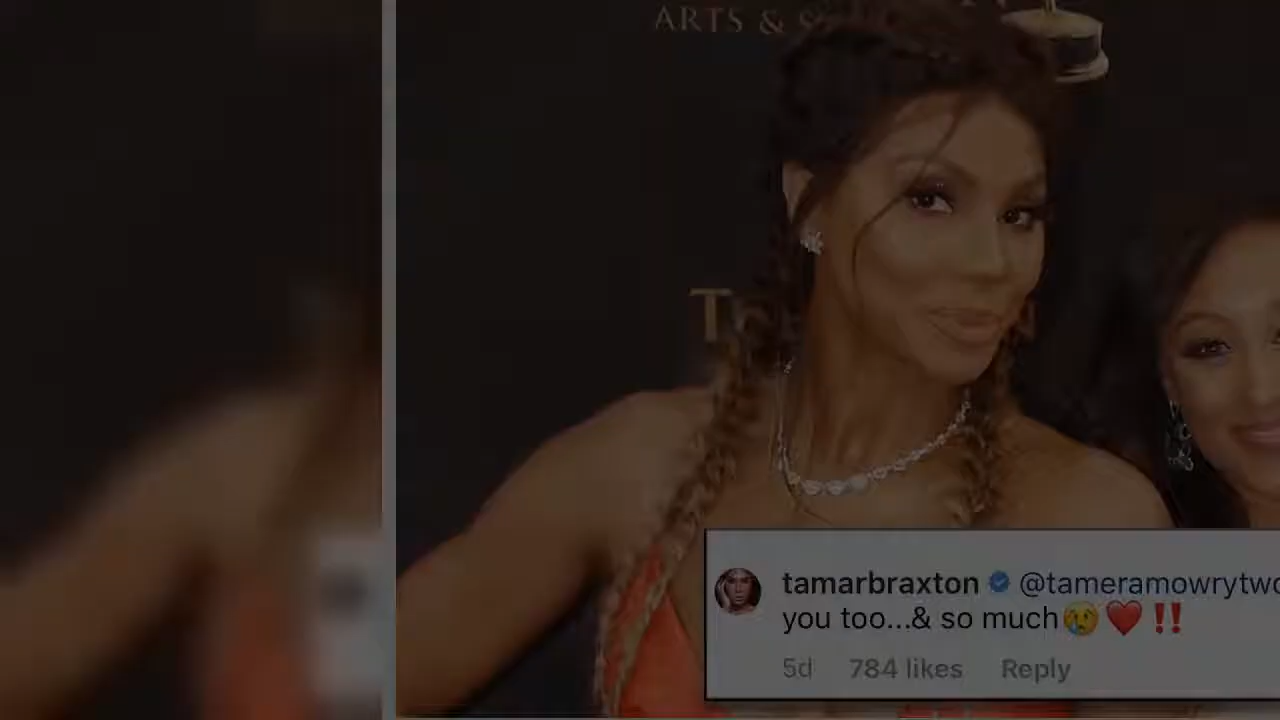 ARTS & S
T
tamarbraxton @tameramowrytwo
you too...& so much😢❤️‼️
5d 784 likes Reply